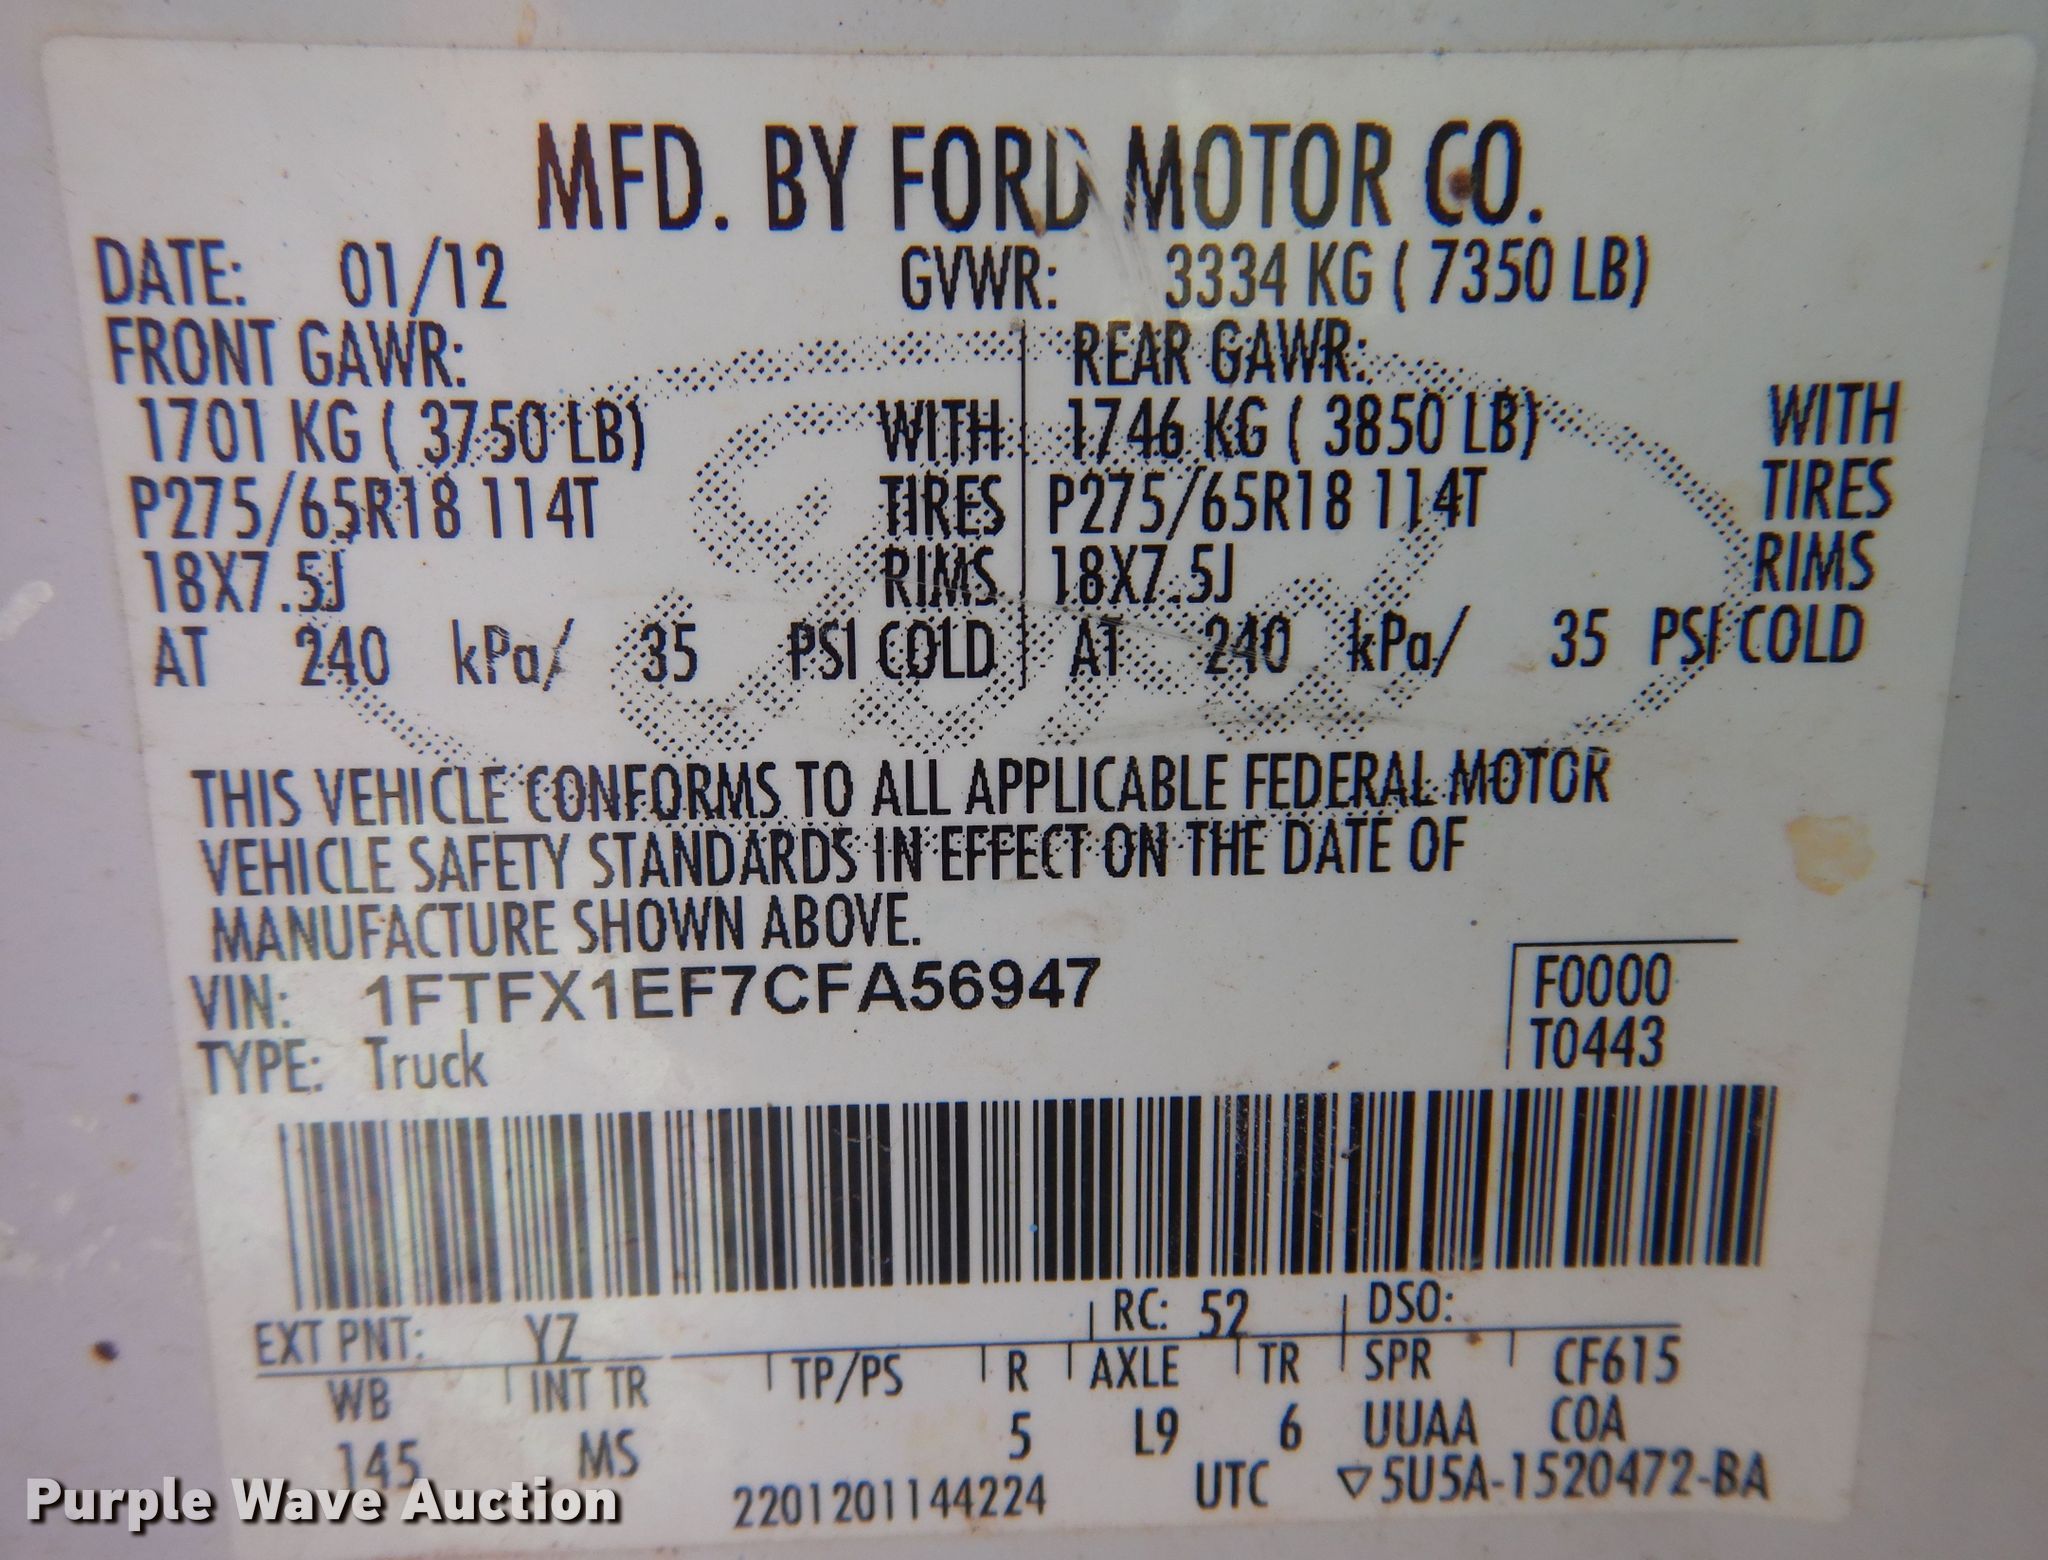 MFD. BY FORD MOTOR CO.
DATE: 01/12 GVWR: 3334 KG ( 7350 LB)
FRONT GAWR: REAR GAWR:
1701 KG ( 3750 LB) WITH 1746 KG ( 3850 LB) WITH
P275/65R18 114T TIRES P275/65R18 114T TIRES
18X7.5J RIMS 18X7.5J RIMS
AT 240 kPa/ 35 PSI COLD AT 240 kPa/ 35 PSI COLD
THIS VEHICLE CONFORMS TO ALL APPLICABLE FEDERAL MOTOR
VEHICLE SAFETY STANDARDS IN EFFECT ON THE DATE OF
MANUFACTURE SHOWN ABOVE.
VIN: 1FTFX1EF7CFA56947 F0000
TYPE: Truck T0443
EXT PNT: YZ RC: 52 DSO:
WB INT TR TP/PS R AXLE TR SPR CF615
145 MS 5 L9 6 UUAA COA
2201201144224 UTC ▽5U5A-1520472-BA
Purple Wave Auction